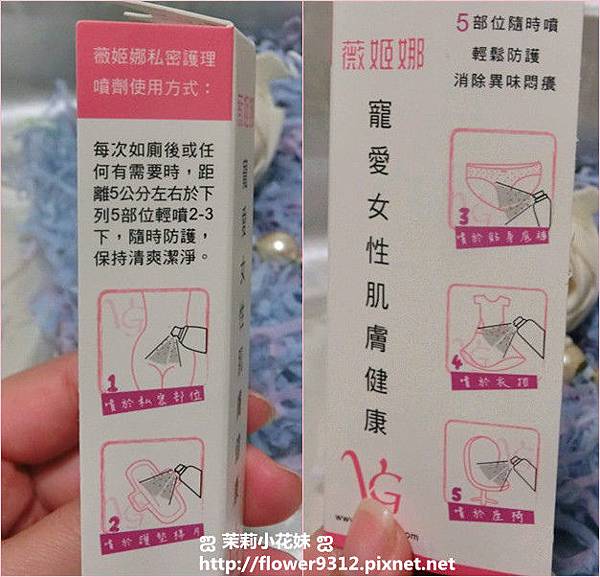 薇姬娜私密護理
噴劑使用方式：
每次如廁後或任
何有需要時，距
離5公分左右於下
列5部位輕噴2-3
下，隨時防護，
保持清爽潔淨。
1
噴於私密部位
2
噴於護墊棉片
薇姬娜
寵愛女性肌膚健康
VG
5部位隨時噴
輕鬆防護
消除異味悶癢
3
噴於貼身底褲
4
噴於衣物
5
噴於座椅
ஐ 茉莉小花妹 ஐ
http://flower9312.pixnet.net